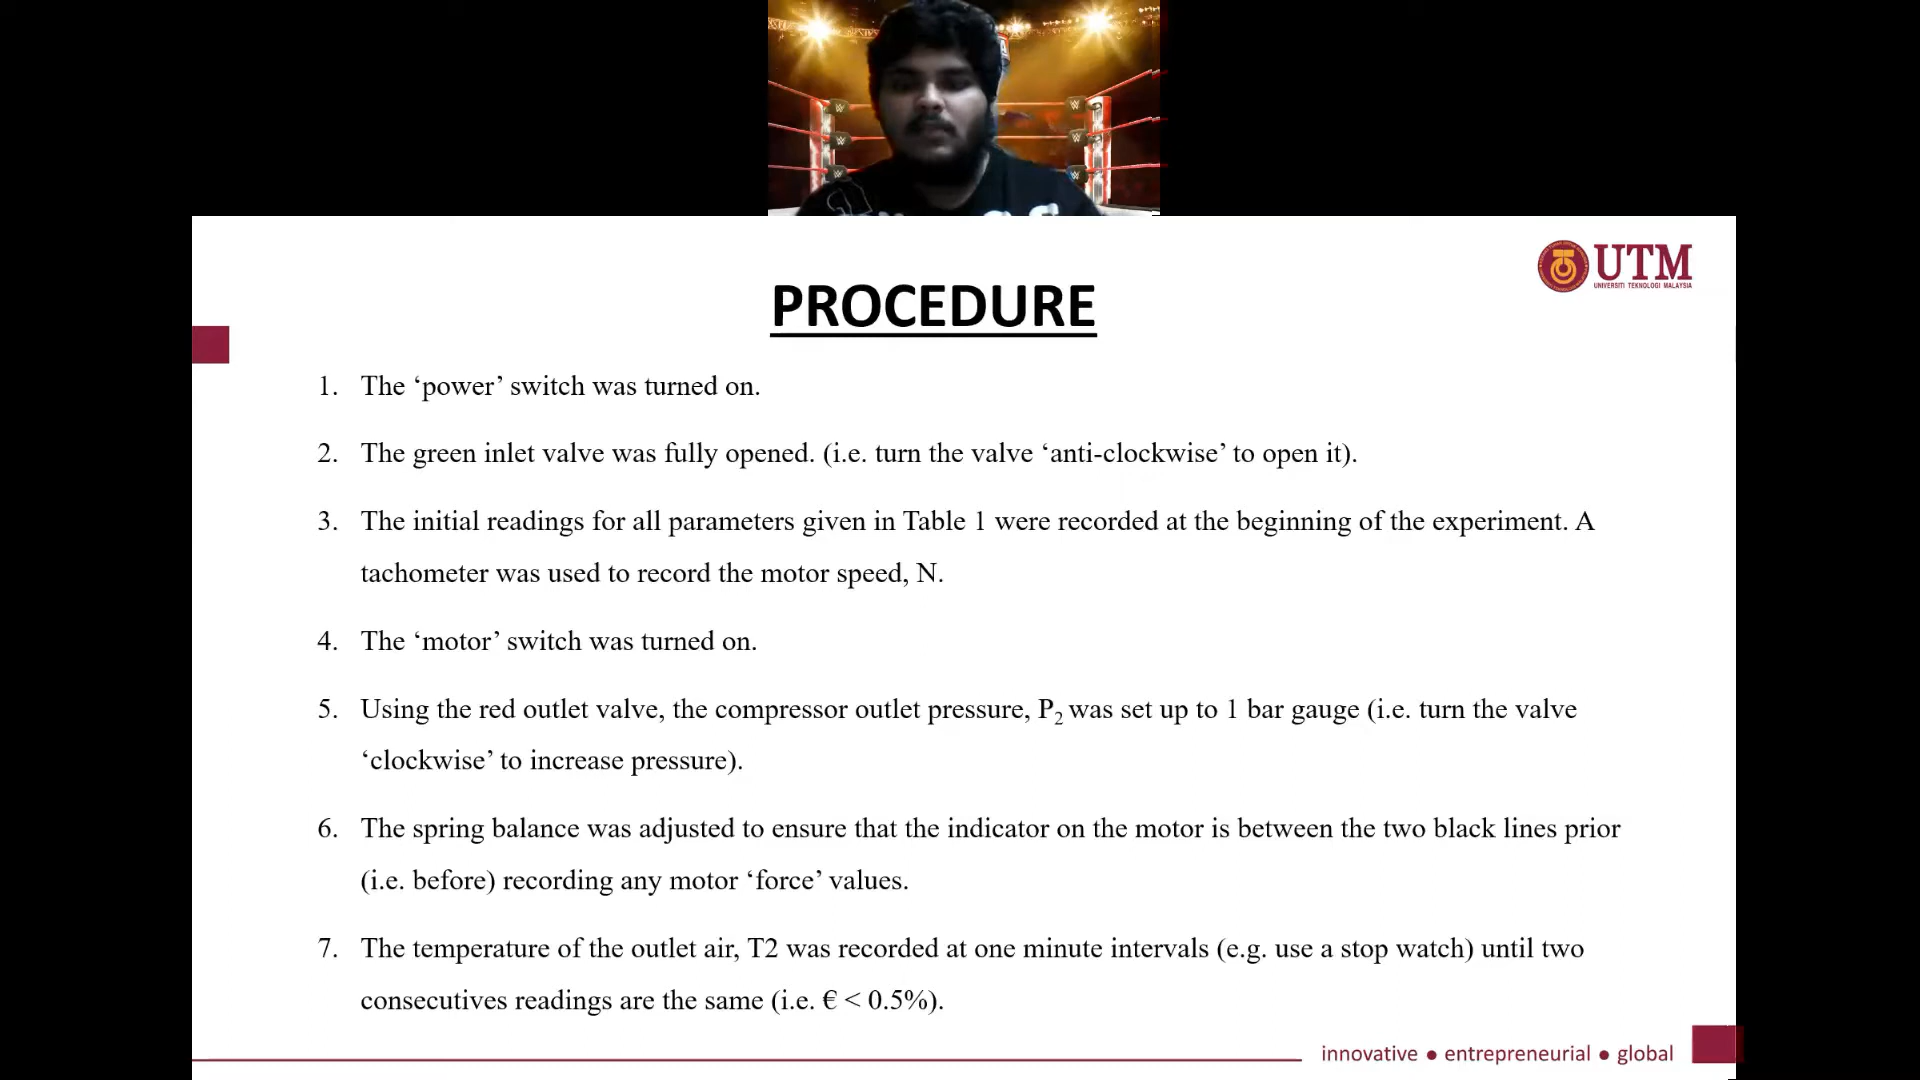 UTM
UNIVERSITI TEKNOLOGI MALAYSIA
PROCEDURE
1. The ‘power’ switch was turned on.
2. The green inlet valve was fully opened. (i.e. turn the valve ‘anti-clockwise’ to open it).
3. The initial readings for all parameters given in Table 1 were recorded at the beginning of the experiment. A
tachometer was used to record the motor speed, N.
4. The ‘motor’ switch was turned on.
5. Using the red outlet valve, the compressor outlet pressure, P₂ was set up to 1 bar gauge (i.e. turn the valve
‘clockwise’ to increase pressure).
6. The spring balance was adjusted to ensure that the indicator on the motor is between the two black lines prior
(i.e. before) recording any motor ‘force’ values.
7. The temperature of the outlet air, T2 was recorded at one minute intervals (e.g. use a stop watch) until two
consecutives readings are the same (i.e. € < 0.5%).
innovative ● entrepreneurial ● global